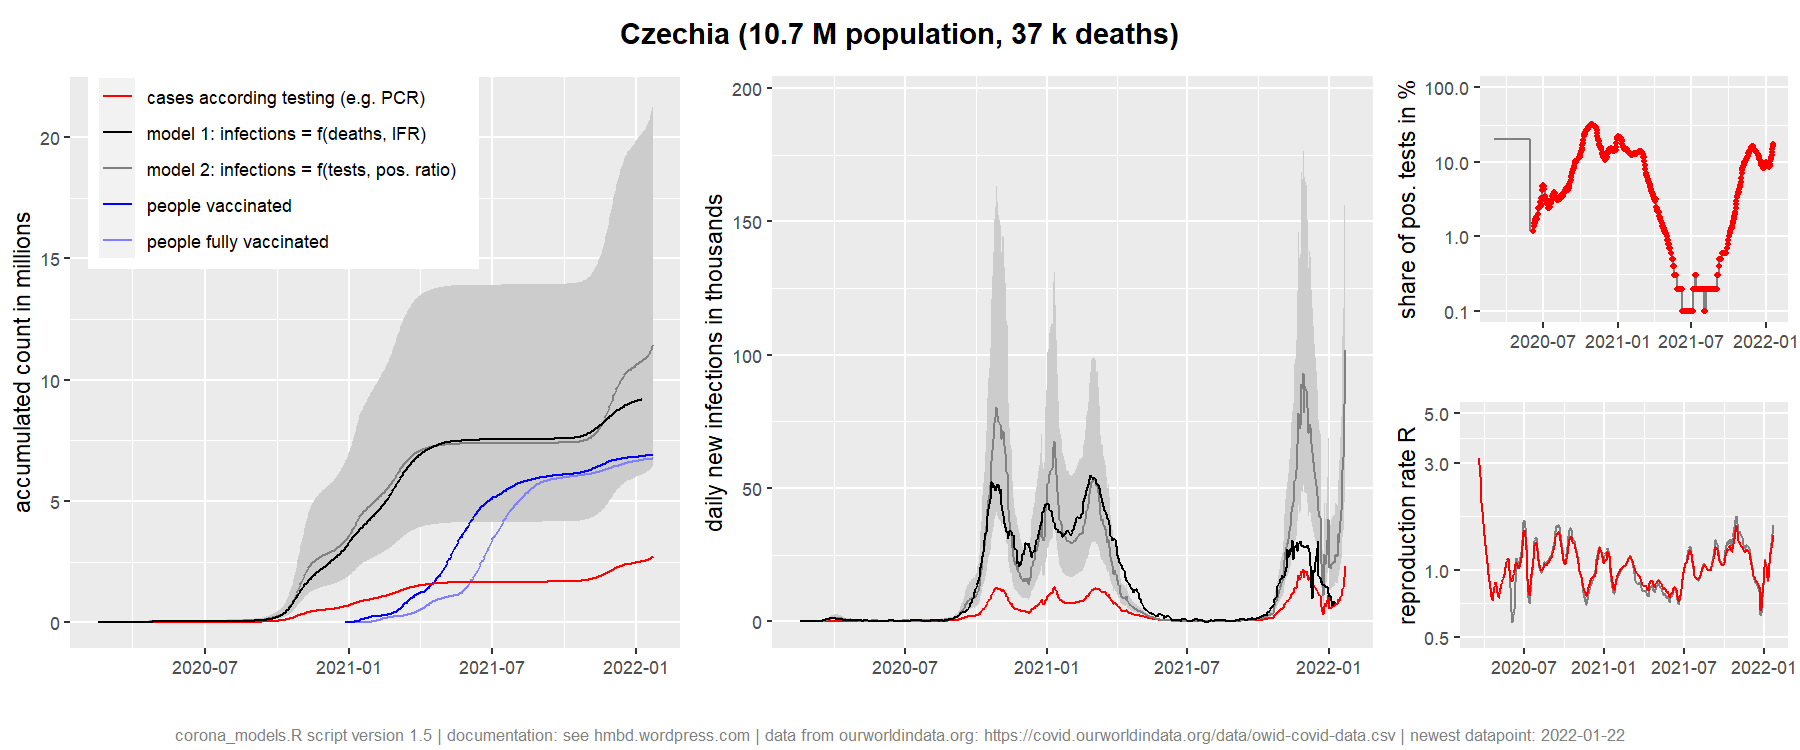 Czechia (10.7 M population, 37 k deaths)
accumulated count in millions
20
15
10
5
0
cases according testing (e.g. PCR)
model 1: infections = f(deaths, IFR)
model 2: infections = f(tests, pos. ratio)
people vaccinated
people fully vaccinated
2020-07 2021-01 2021-07 2022-01
daily new infections in thousands
200
150
100
50
0
2020-07 2021-01 2021-07 2022-01
share of pos. tests in %
100.0
10.0
1.0
0.1
2020-07 2021-01 2021-07 2022-01
reproduction rate R
5.0
3.0
1.0
0.5
2020-07 2021-01 2021-07 2022-01
corona_models.R script version 1.5 | documentation: see hmbd.wordpress.com | data from ourworldindata.org: https://covid.ourworldindata.org/data/owid-covid-data.csv | newest datapoint: 2022-01-22